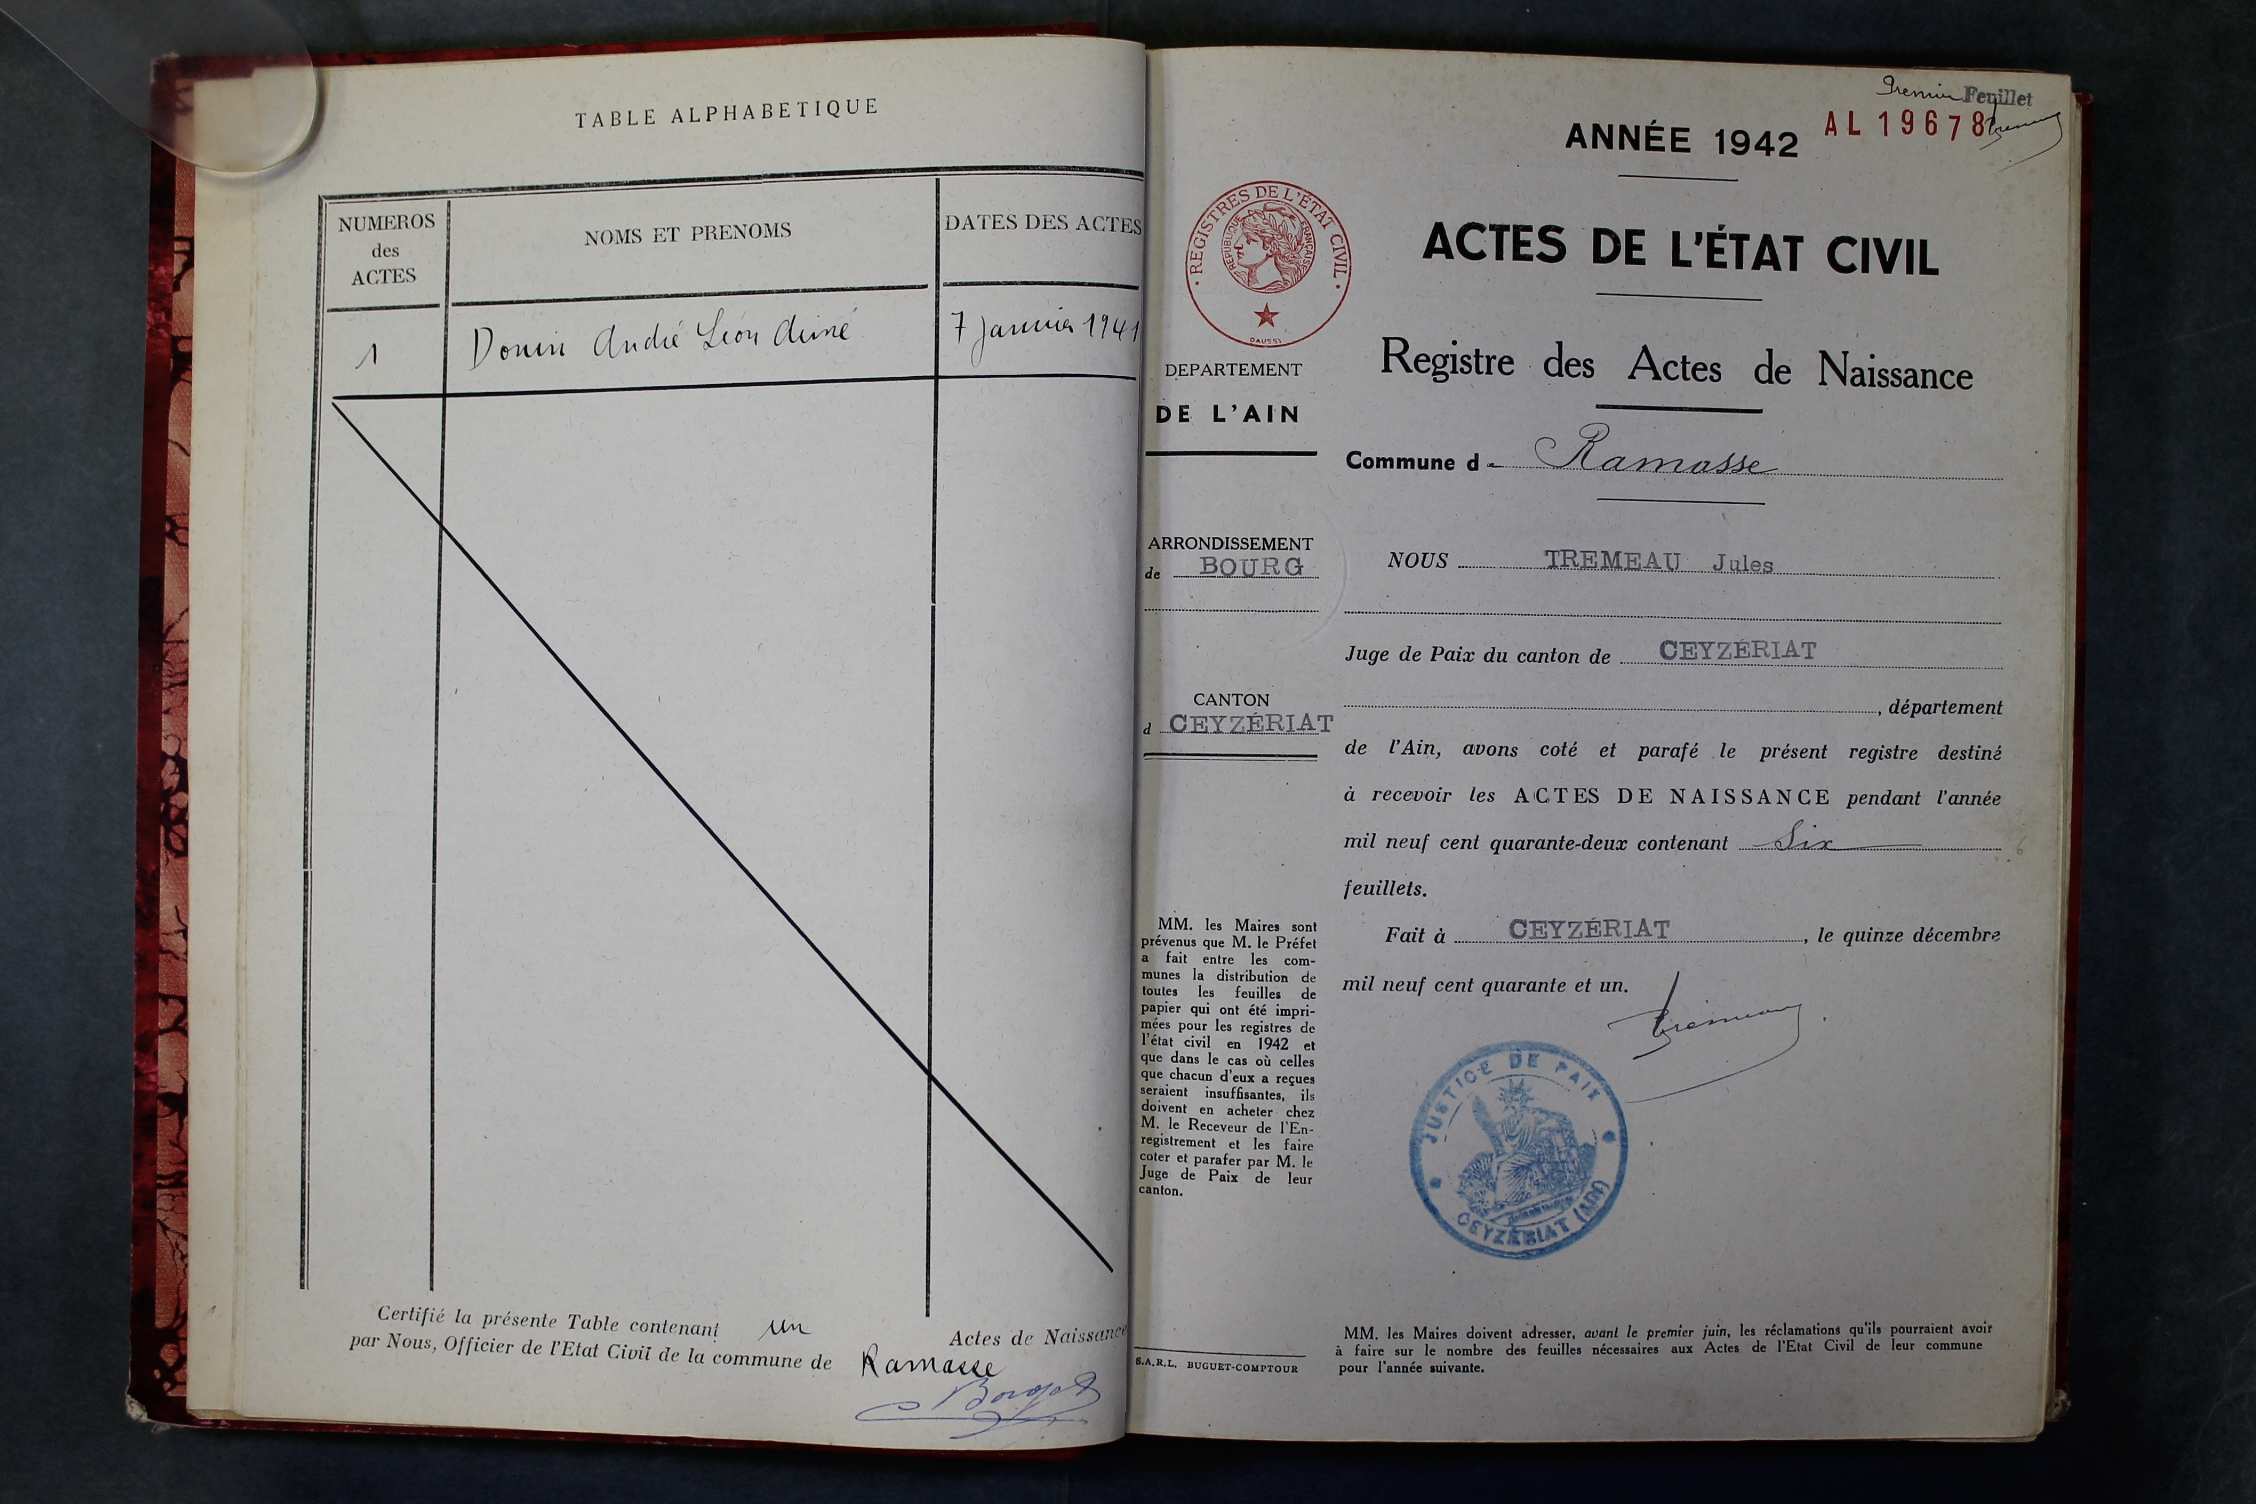 TABLE ALPHABETIQUE
NUMEROS
des
ACTES
NOMS ET PRENOMS
DATES DES ACTES
1
Donin André Léon Aimé
7 Janvier 1941
Certifié la présente Table contenant un Actes de Naissance
par Nous, Officier de l'Etat Civil de la commune de Ramasse
Premier Feuillet
ANNÉE 1942
AL 19678
ACTES DE L'ÉTAT CIVIL
REGISTRES DE L'ÉTAT CIVIL
RÉPUBLIQUE FRANÇAISE
DAUSSI
Registre des Actes de Naissance
DEPARTEMENT
DE L'AIN
Commune de Ramasse
ARRONDISSEMENT
de BOURG
NOUS TREMEAU Jules
Juge de Paix du canton de CEYZÉRIAT
CANTON
d CEYZÉRIAT
, département
de l'Ain, avons coté et parafé le présent registre destiné
à recevoir les ACTES DE NAISSANCE pendant l'année
mil neuf cent quarante-deux contenant Six
feuillets.
Fait à CEYZÉRIAT, le quinze décembre
mil neuf cent quarante et un.
Tremeau
JUSTICE DE PAIX
CEYZÉRIAT (AIN)
MM. les Maires sont
prévenus que M. le Préfet
a fait entre les com-
munes la distribution de
toutes les feuilles de
papier qui ont été impri-
mées pour les registres de
l'état civil en 1942 et
que dans le cas où celles
que chacun d'eux a reçues
seraient insuffisantes, ils
doivent en acheter chez
M. le Receveur de l'En-
registrement et les faire
coter et parafer par M. le
Juge de Paix de leur
canton.
S.A.R.L. BUGUET-COMPTOUR
MM. les Maires doivent adresser, avant le premier juin, les réclamations qu'ils pourraient avoir
à faire sur le nombre des feuilles nécessaires aux Actes de l'Etat Civil de leur commune
pour l'année suivante.